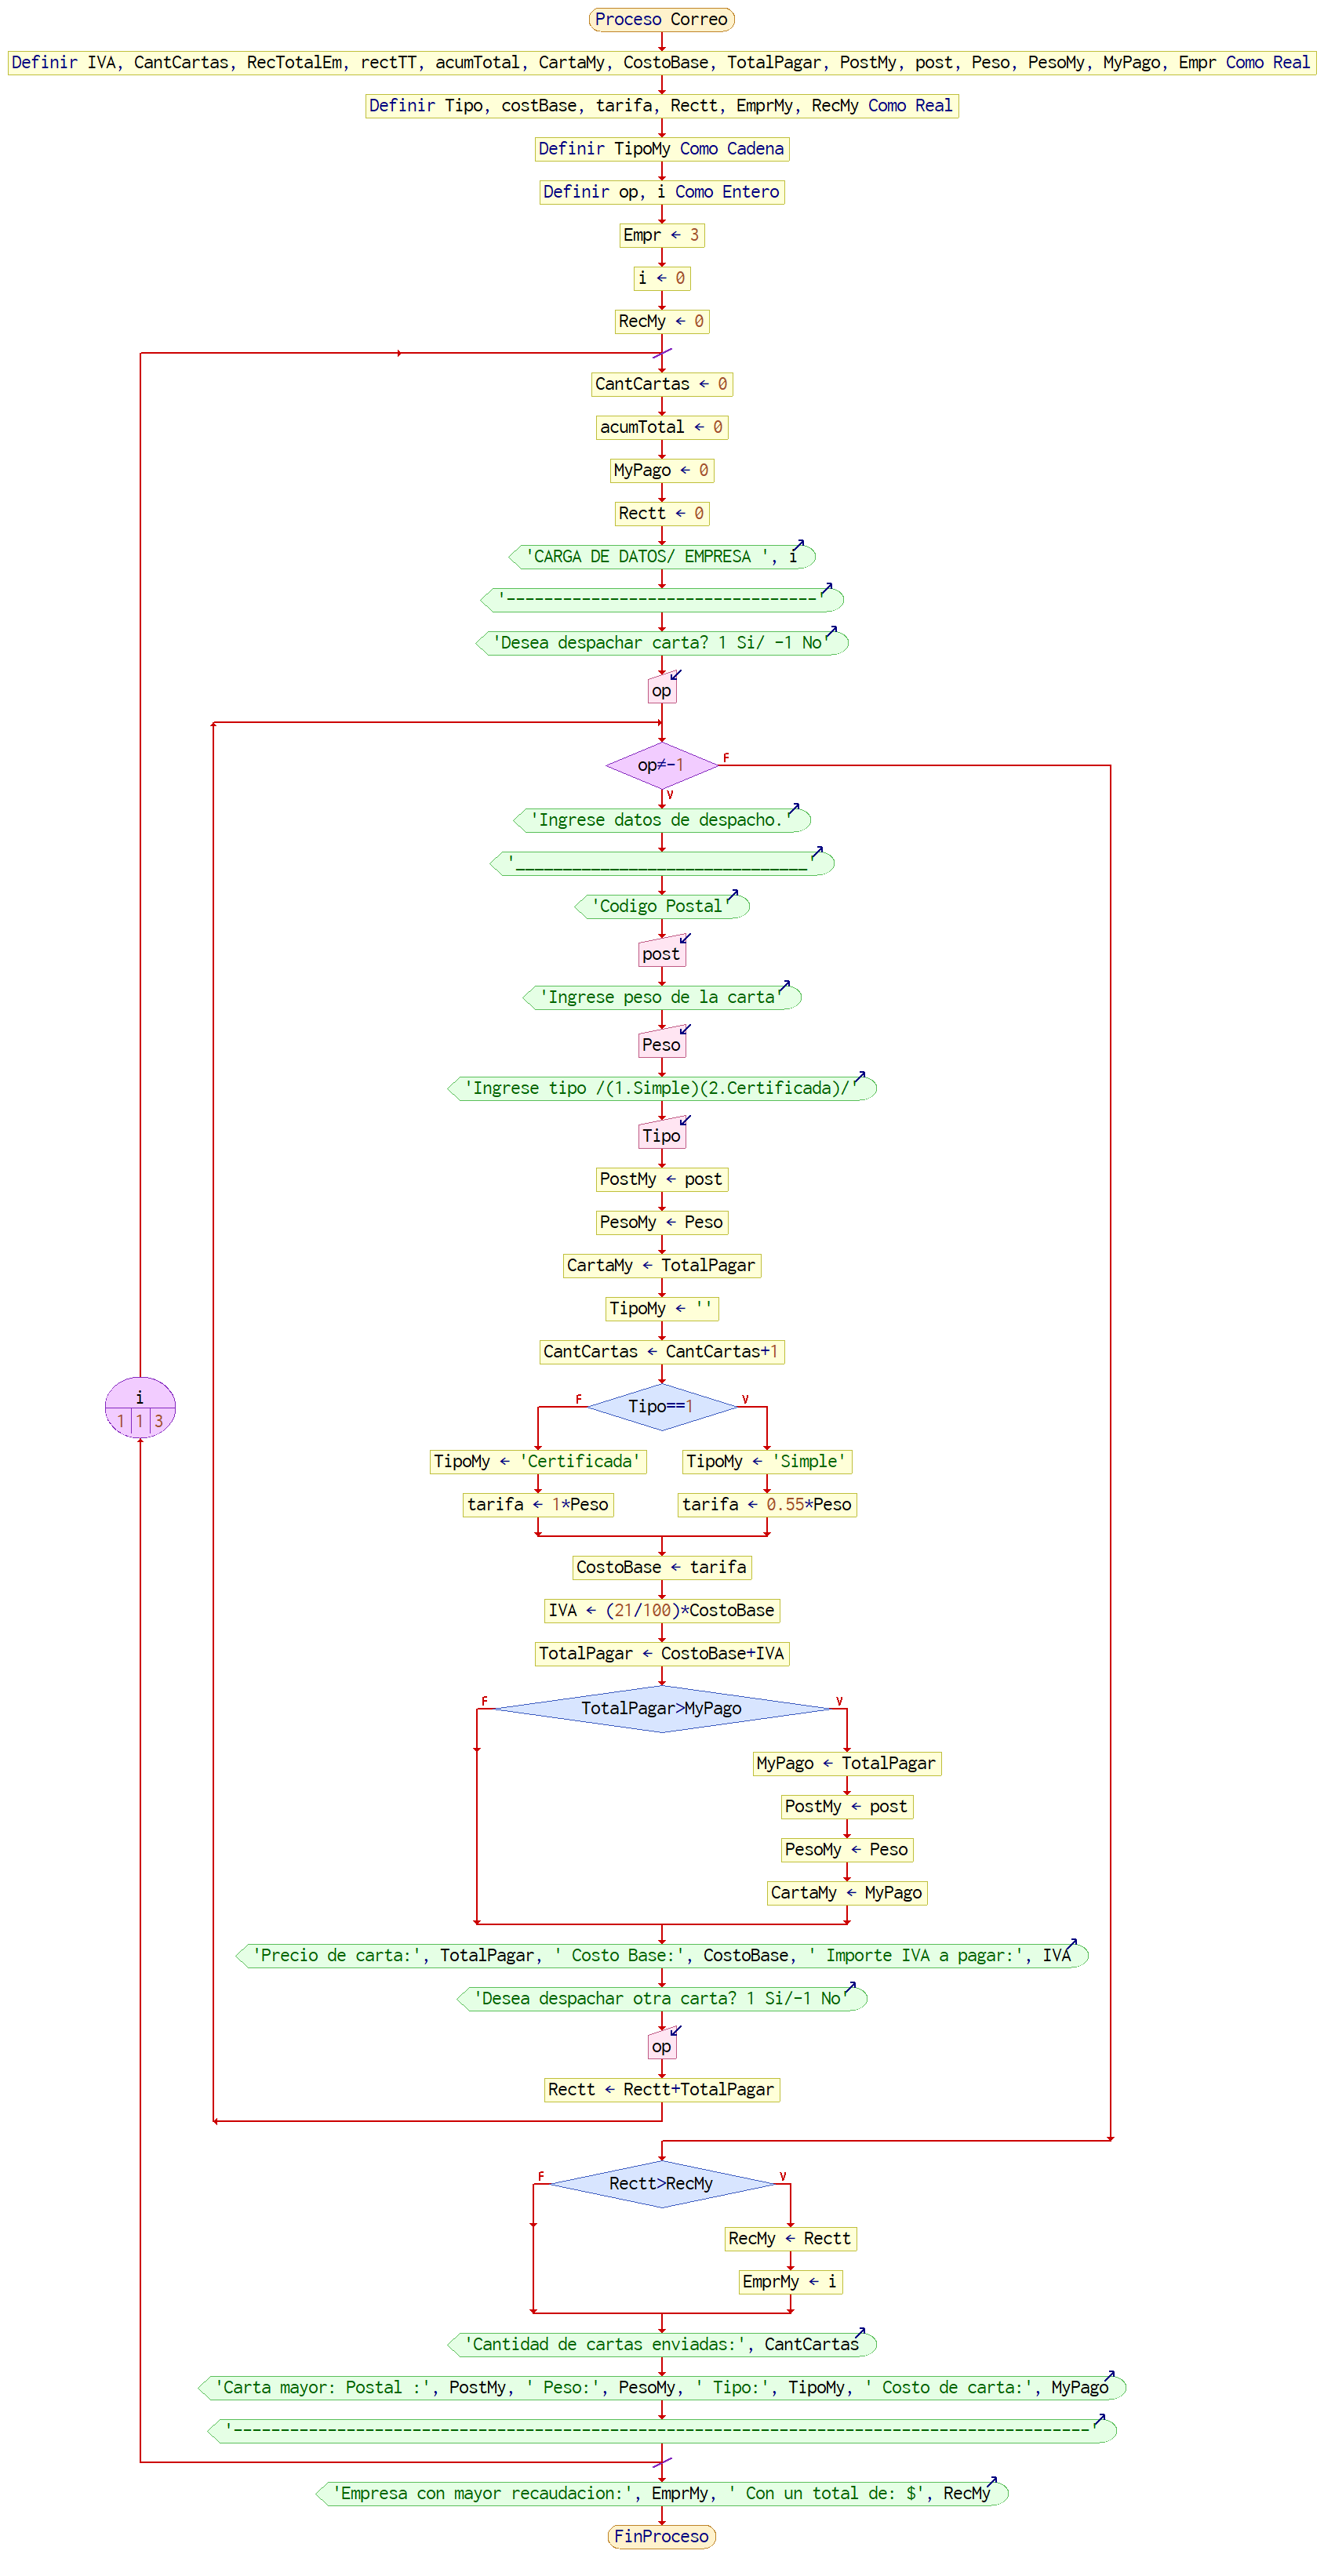 Proceso Correo
Definir IVA, CantCartas, RecTotalEm, rectTT, acumTotal, CartaMy, CostoBase, TotalPagar, PostMy, post, Peso, PesoMy, MyPago, Empr Como Real
Definir Tipo, costBase, tarifa, Rectt, EmprMy, RecMy Como Real
Definir TipoMy Como Cadena
Definir op, i Como Entero
Empr ← 3
i ← 0
RecMy ← 0
CantCartas ← 0
acumTotal ← 0
MyPago ← 0
Rectt ← 0
'CARGA DE DATOS/ EMPRESA ', i
'---------------------------------'
'Desea despachar carta? 1 Si/ -1 No'
op
op≠-1
F
V
'Ingrese datos de despacho.'
'_______________________________'
'Codigo Postal'
post
'Ingrese peso de la carta'
Peso
'Ingrese tipo /(1.Simple)(2.Certificada)/'
Tipo
PostMy ← post
PesoMy ← Peso
CartaMy ← TotalPagar
TipoMy ← ''
CantCartas ← CantCartas+1
i
1 1 3
F Tipo==1 V
TipoMy ← 'Certificada' TipoMy ← 'Simple'
tarifa ← 1*Peso tarifa ← 0.55*Peso
CostoBase ← tarifa
IVA ← (21/100)*CostoBase
TotalPagar ← CostoBase+IVA
F TotalPagar>MyPago V
MyPago ← TotalPagar
PostMy ← post
PesoMy ← Peso
CartaMy ← MyPago
'Precio de carta:', TotalPagar, ' Costo Base:', CostoBase, ' Importe IVA a pagar:', IVA
'Desea despachar otra carta? 1 Si/-1 No'
op
Rectt ← Rectt+TotalPagar
F Rectt>RecMy V
RecMy ← Rectt
EmprMy ← i
'Cantidad de cartas enviadas:', CantCartas
'Carta mayor: Postal :', PostMy, ' Peso:', PesoMy, ' Tipo:', TipoMy, ' Costo de carta:', MyPago
'-------------------------------------------------------------------------------------------'
'Empresa con mayor recaudacion:', EmprMy, ' Con un total de: $', RecMy
FinProceso